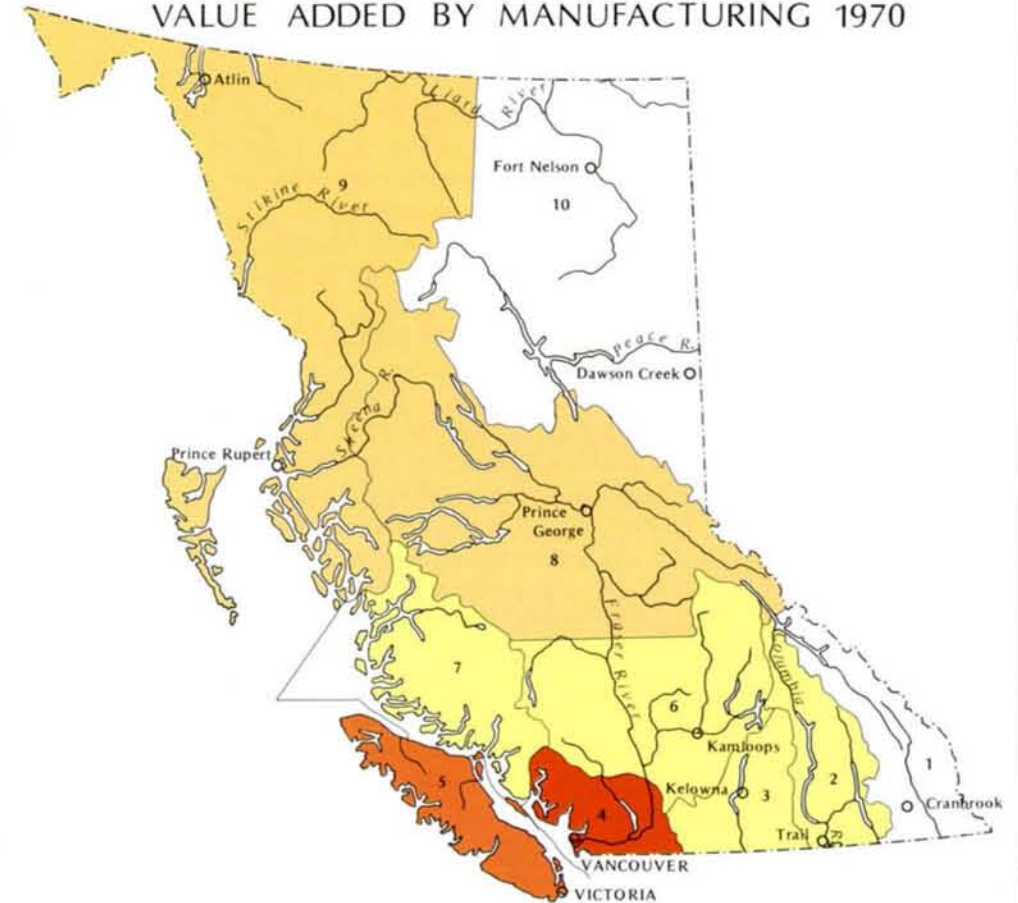 VALUE ADDED BY MANUFACTURING 1970
Atlin
Liard River
Fort Nelson
9
10
Stikine River
Peace R.
Dawson Creek
Skeena R.
Prince Rupert
Prince
George
8
Fraser River
Columbia
7
6
Kamloops
5
Kelowna
3
2
1
4
Cranbrook
Trail
VANCOUVER
VICTORIA